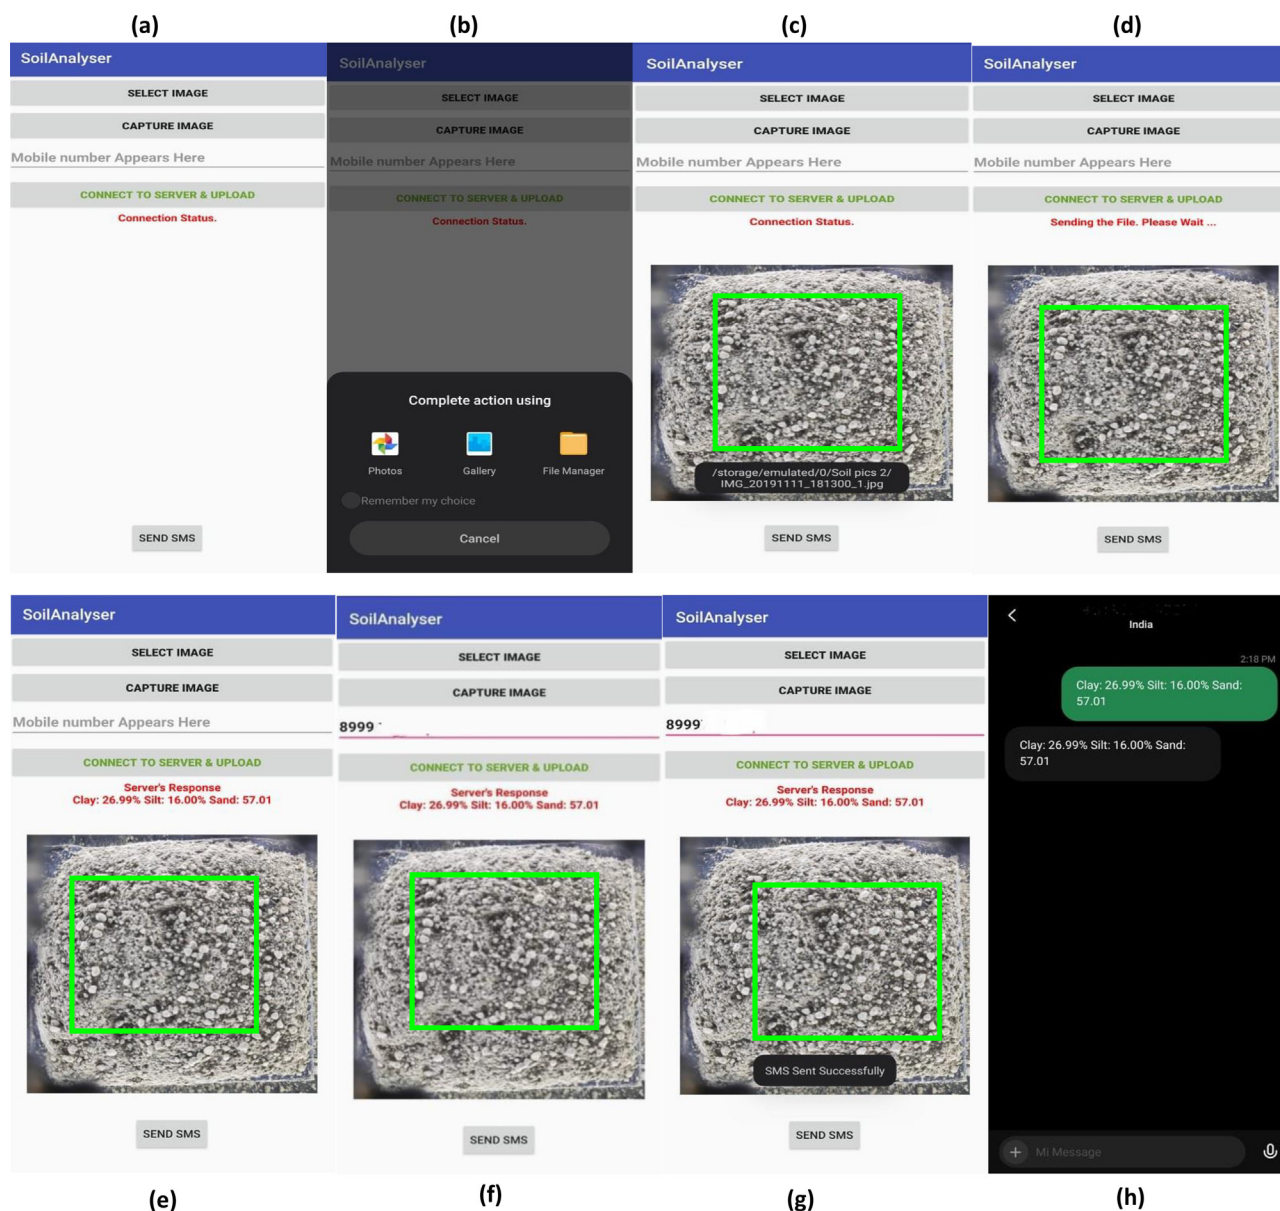 (a)
SoilAnalyser
SELECT IMAGE
CAPTURE IMAGE
Mobile number Appears Here
CONNECT TO SERVER & UPLOAD
Connection Status.
SEND SMS
(b)
SoilAnalyser
SELECT IMAGE
CAPTURE IMAGE
Mobile number Appears Here
CONNECT TO SERVER & UPLOAD
Connection Status.
Complete action using
Photos
Gallery
File Manager
Remember my choice
Cancel
(c)
SoilAnalyser
SELECT IMAGE
CAPTURE IMAGE
Mobile number Appears Here
CONNECT TO SERVER & UPLOAD
Connection Status.
/storage/emulated/0/Soil pics 2/
IMG_20191111_181300_1.jpg
SEND SMS
(d)
SoilAnalyser
SELECT IMAGE
CAPTURE IMAGE
Mobile number Appears Here
CONNECT TO SERVER & UPLOAD
Sending the File. Please Wait ...
SEND SMS
SoilAnalyser
SELECT IMAGE
CAPTURE IMAGE
Mobile number Appears Here
CONNECT TO SERVER & UPLOAD
Server's Response
Clay: 26.99% Silt: 16.00% Sand: 57.01
SEND SMS
(e)
SoilAnalyser
SELECT IMAGE
CAPTURE IMAGE
8999
CONNECT TO SERVER & UPLOAD
Server's Response
Clay: 26.99% Silt: 16.00% Sand: 57.01
SEND SMS
(f)
SoilAnalyser
SELECT IMAGE
CAPTURE IMAGE
8999
CONNECT TO SERVER & UPLOAD
Server's Response
Clay: 26.99% Silt: 16.00% Sand: 57.01
SMS Sent Successfully
SEND SMS
(g)
India
2:18 PM
Clay: 26.99% Silt: 16.00% Sand:
57.01
Clay: 26.99% Silt: 16.00% Sand:
57.01
Mi Message
(h)